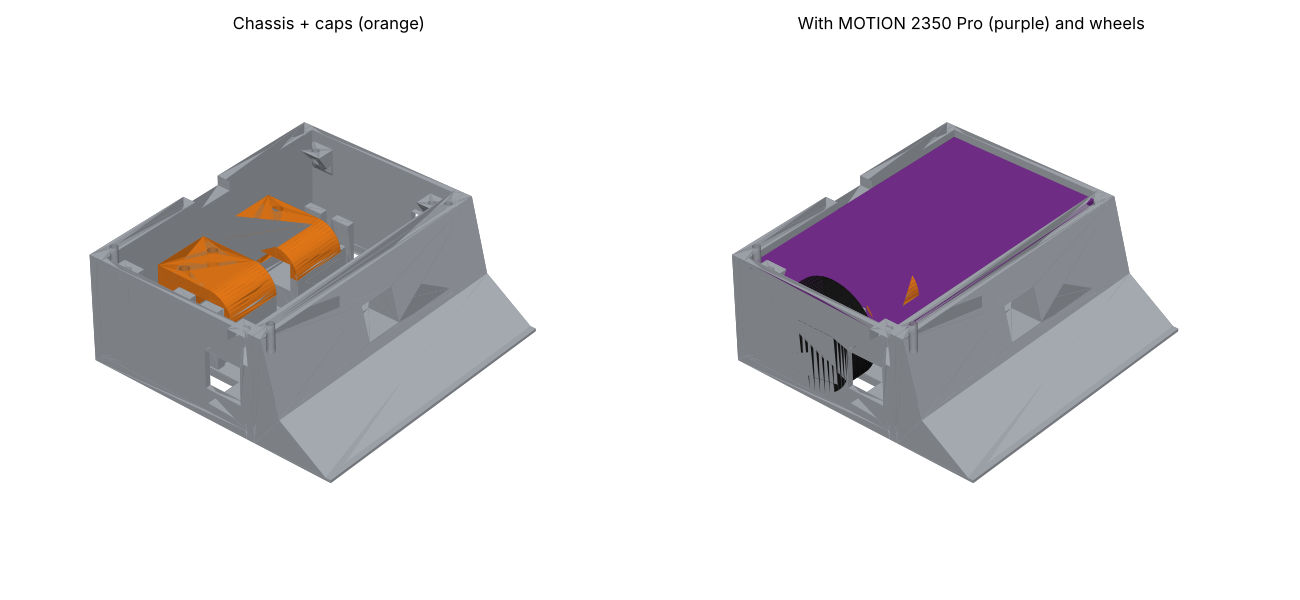 Chassis + caps (orange)
With MOTION 2350 Pro (purple) and wheels